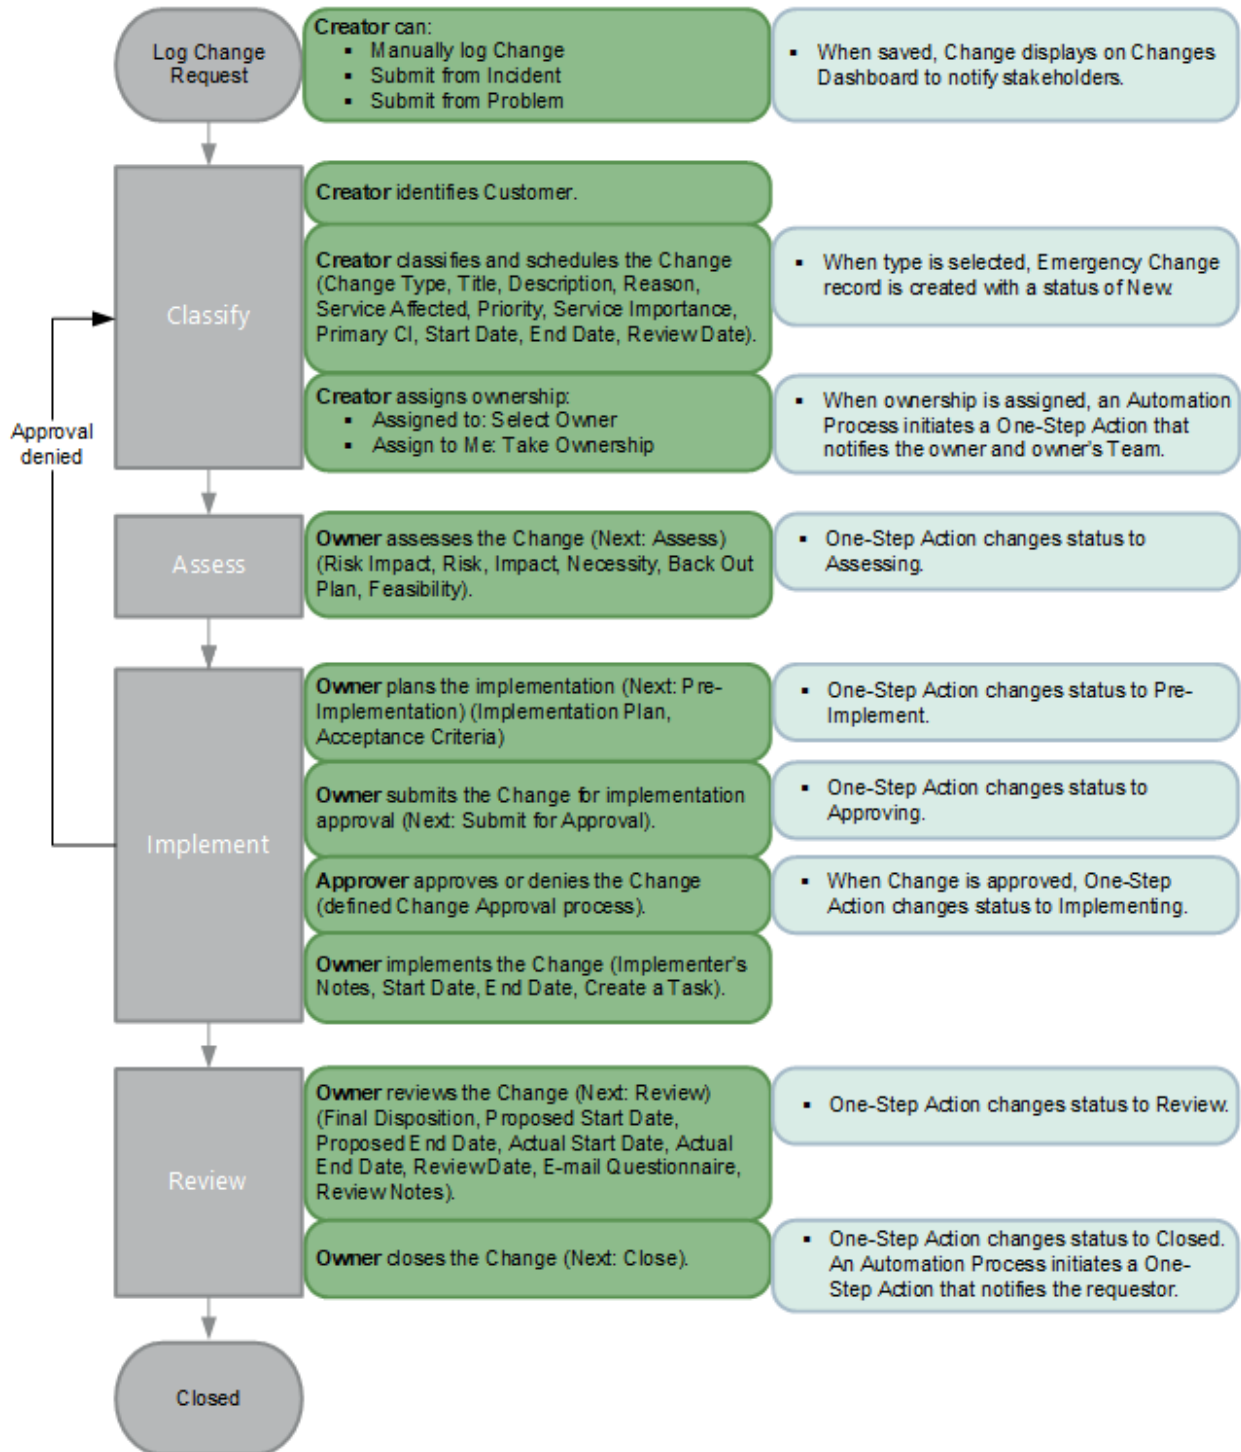 Log Change
Request
Creator can:
▪ Manually log Change
▪ Submit from Incident
▪ Submit from Problem
▪ When saved, Change displays on Changes
Dashboard to notify stakeholders.
Classify
Creator identifies Customer.
Creator classifies and schedules the Change
(Change Type, Title, Description, Reason,
Service Affected, Priority, Service Importance,
Primary CI, Start Date, End Date, Review Date).
▪ When type is selected, Emergency Change
record is created with a status of New.
Creator assigns ownership:
▪ Assigned to: Select Owner
▪ Assign to Me: Take Ownership
▪ When ownership is assigned, an Automation
Process initiates a One-Step Action that
notifies the owner and owner's Team.
Approval
denied
Assess
Owner assesses the Change (Next: Assess)
(Risk Impact, Risk, Impact, Necessity, Back Out
Plan, Feasibility).
▪ One-Step Action changes status to
Assessing.
Implement
Owner plans the implementation (Next: Pre-
Implementation) (Implementation Plan,
Acceptance Criteria)
▪ One-Step Action changes status to Pre-
Implement.
Owner submits the Change for implementation
approval (Next: Submit for Approval).
▪ One-Step Action changes status to
Approving.
Approver approves or denies the Change
(defined Change Approval process).
▪ When Change is approved, One-Step
Action changes status to Implementing.
Owner implements the Change (Implementer's
Notes, Start Date, End Date, Create a Task).
Review
Owner reviews the Change (Next: Review)
(Final Disposition, Proposed Start Date,
Proposed End Date, Actual Start Date, Actual
End Date, Review Date, E-mail Questionnaire,
Review Notes).
▪ One-Step Action changes status to Review.
Owner closes the Change (Next: Close).
▪ One-Step Action changes status to Closed.
An Automation Process initiates a One-
Step Action that notifies the requestor.
Closed